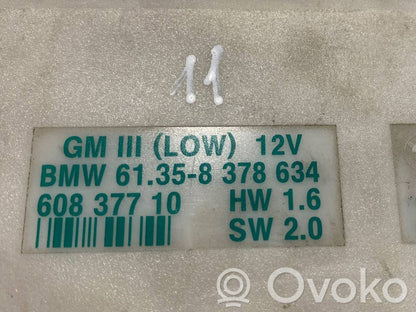 11
GM III (LOW) 12V
BMW 61.35-8 378 634
608 377 10 HW 1.6
SW 2.0
Ovoko